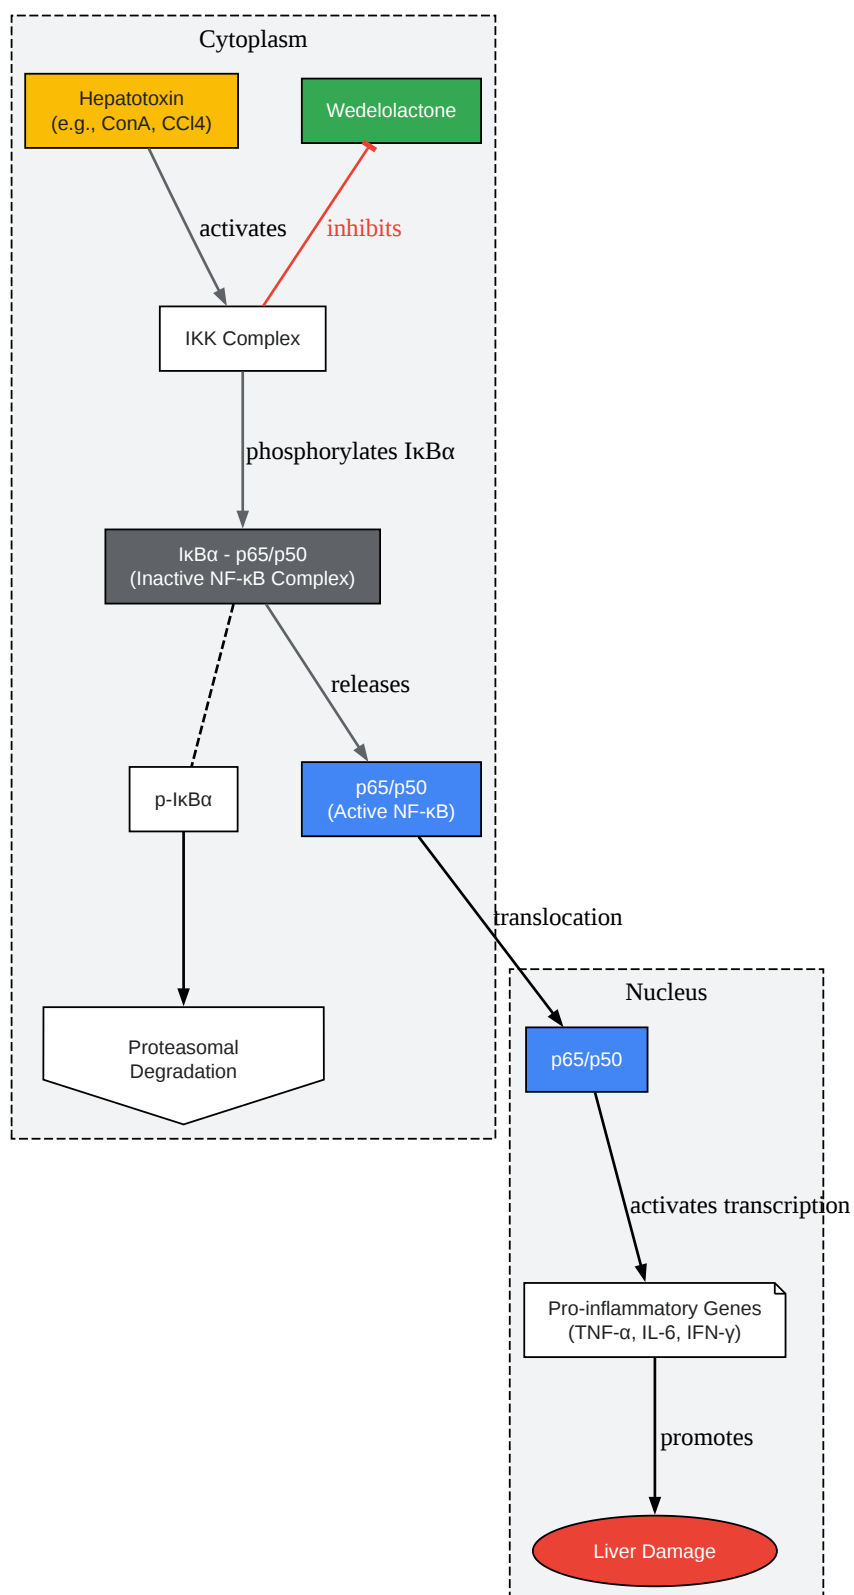 Cytoplasm
Hepatotoxin
(e.g., ConA, CCl4)
Wedelolactone
activates
inhibits
IKK Complex
phosphorylates IκBα
IκBα - p65/p50
(Inactive NF-κB Complex)
releases
p-IκBα
p65/p50
(Active NF-κB)
translocation
Nucleus
Proteasomal
Degradation
p65/p50
activates transcription
Pro-inflammatory Genes
(TNF-α, IL-6, IFN-γ)
promotes
Liver Damage